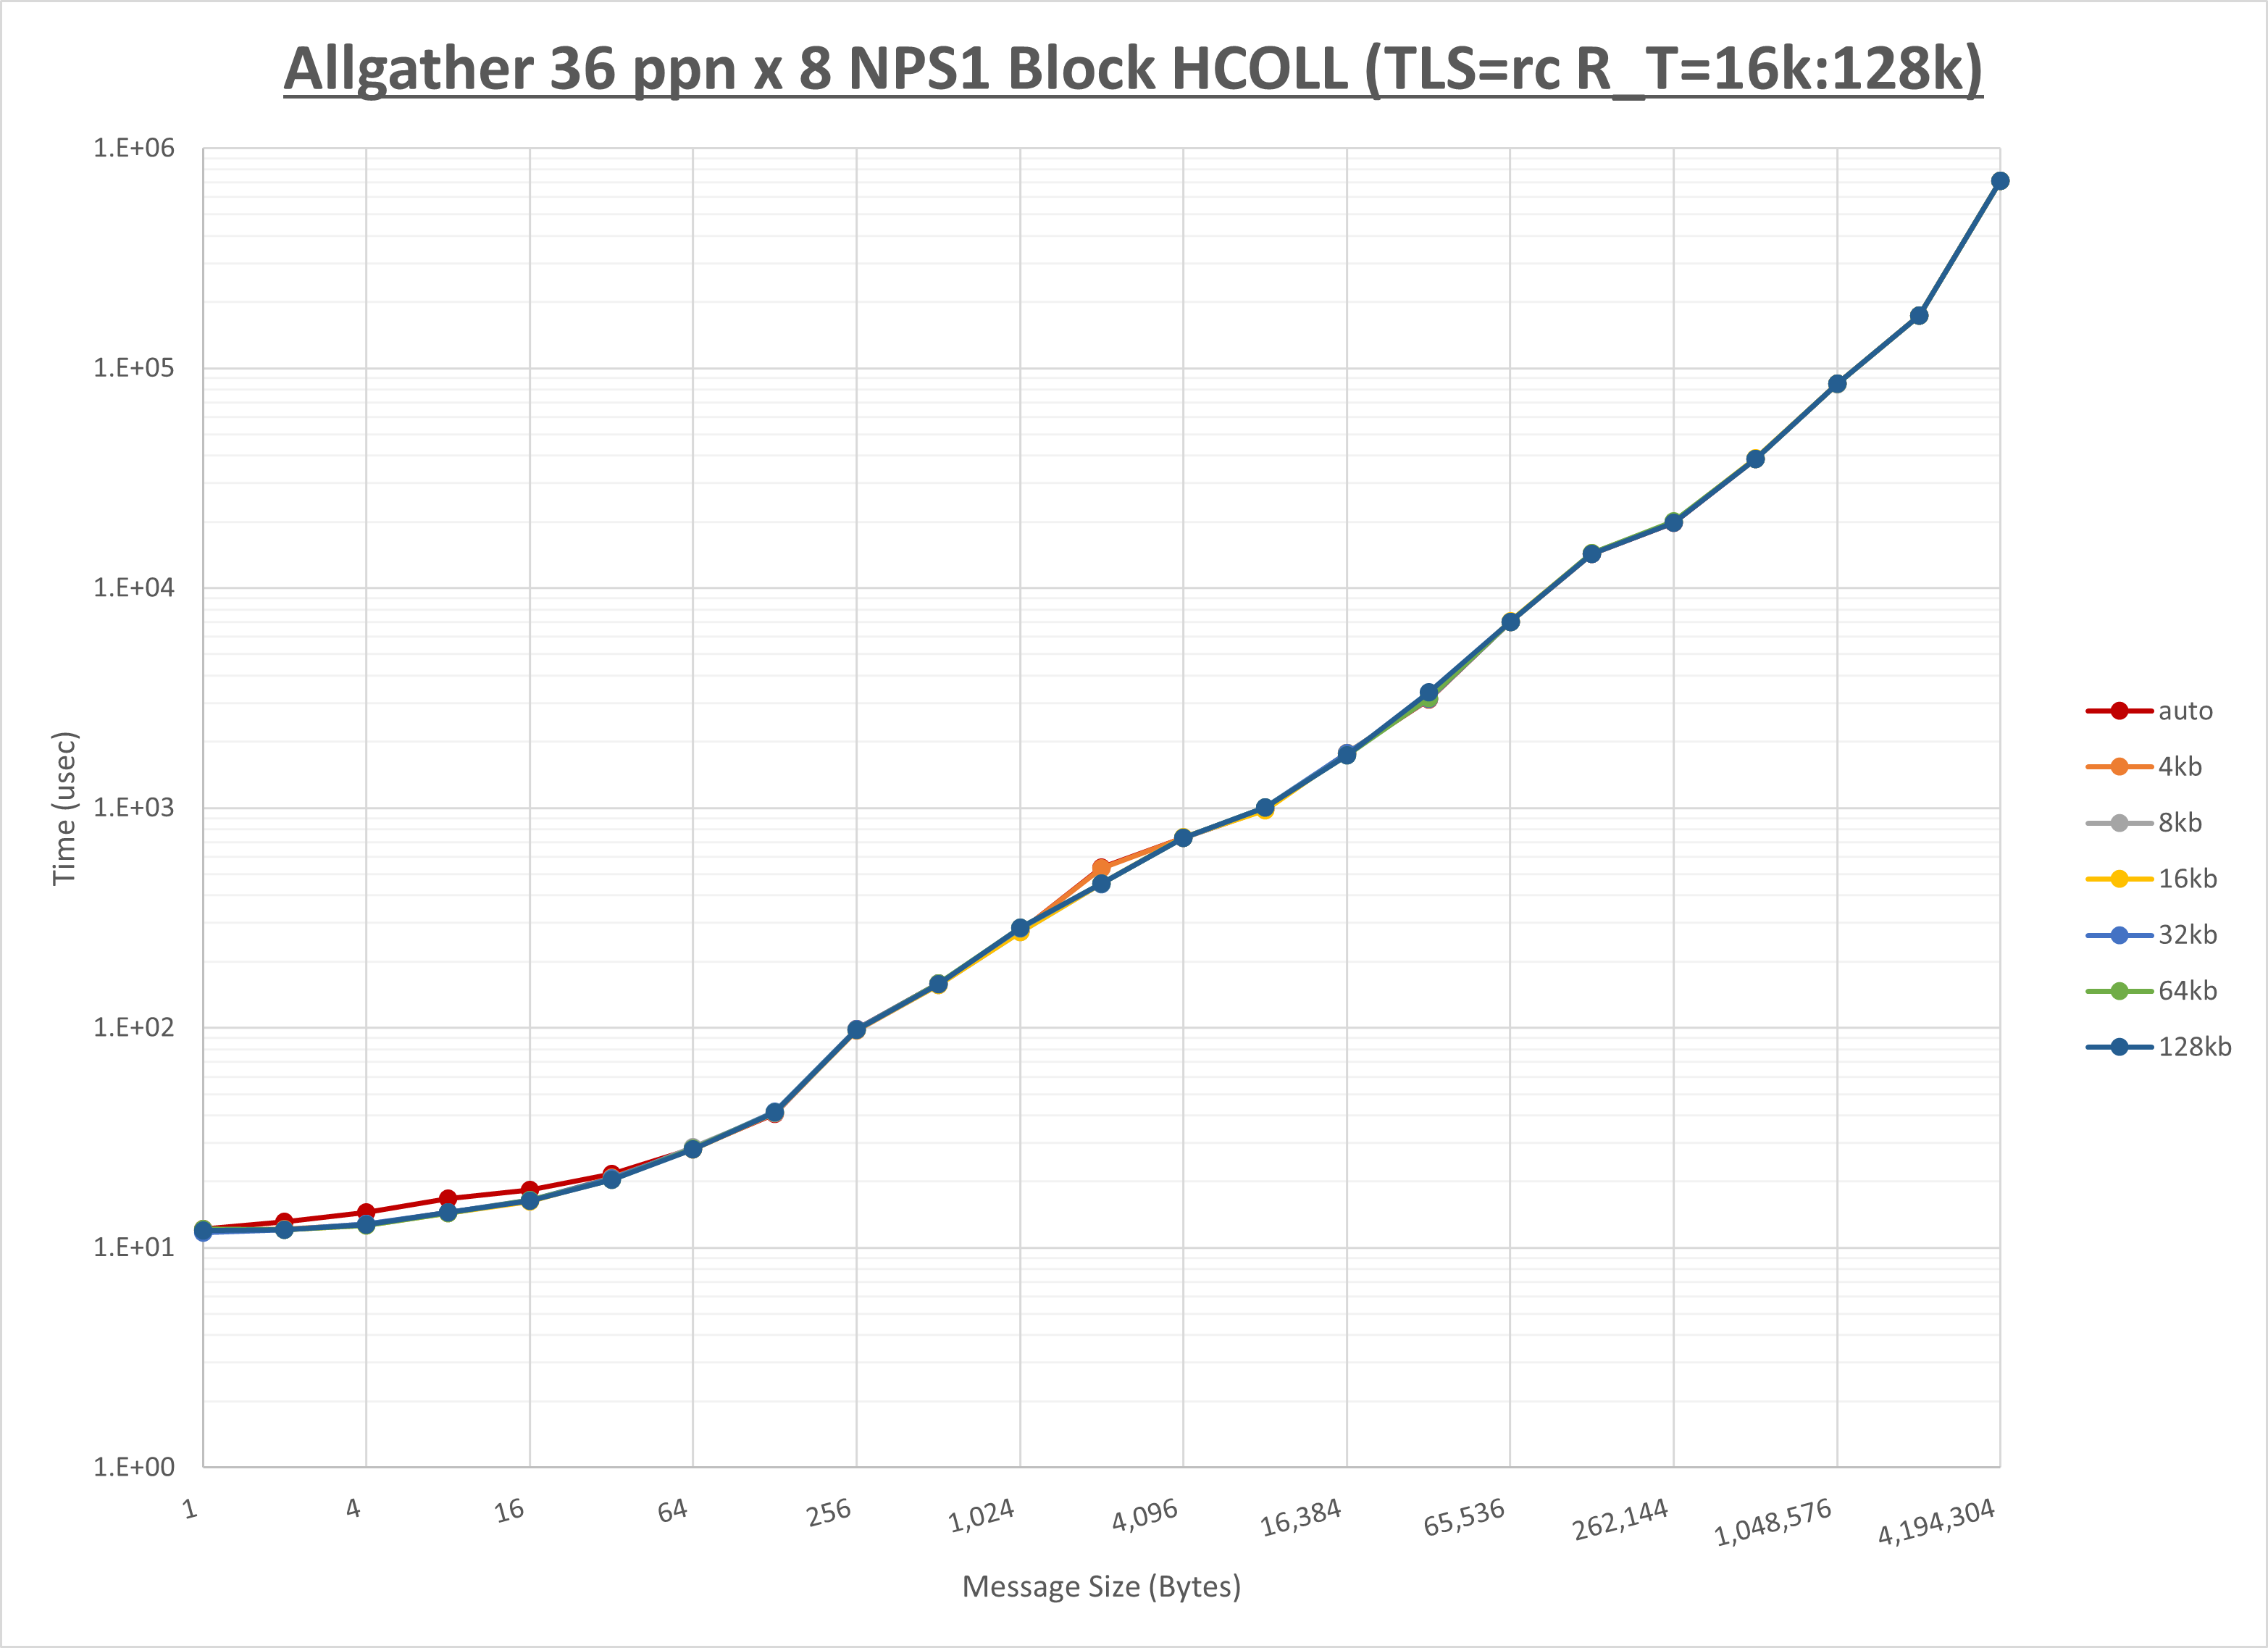 Allgather 36 ppn x 8 NPS1 Block HCOLL (TLS=rc R_T=16k:128k)
1.E+06
1.E+05
1.E+04
1.E+03
1.E+02
1.E+01
1.E+00
Time (usec)
1
4
16
64
256
1,024
4,096
16,384
65,536
262,144
1,048,576
4,194,304
Message Size (Bytes)
auto
4kb
8kb
16kb
32kb
64kb
128kb